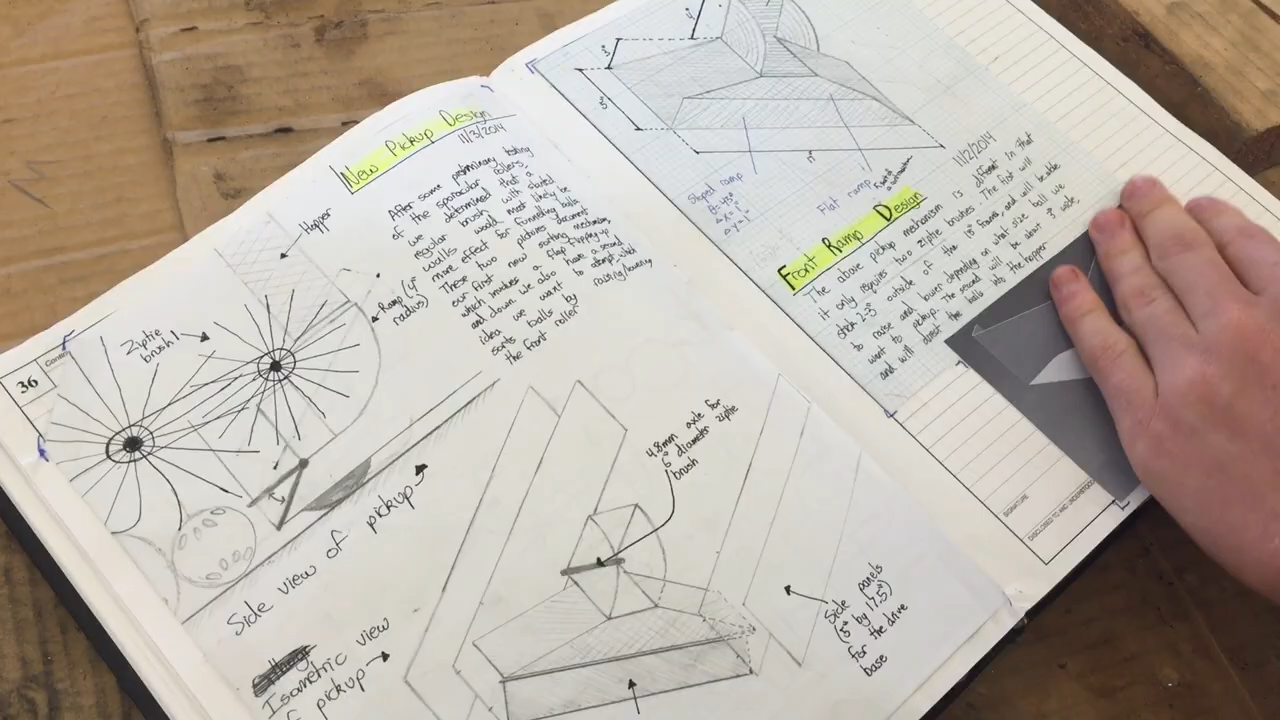 36
New Pickup Design
11/3/2014
After some preliminary testing
of the spongular rollers,
we determined that a
regular brush with slanted
walls would most likely be
more effect for funneling balls
These two pictures document
our first new sorting mechanism,
which involves a flap flipping up
and down. We also have a second
idea we want to attempt which
sorts balls by raising/lowering
the front roller
Hopper
Ramp (4"
radius)
Ziptie
brush 1
Side view of pickup
Isometric view
of pickup
4.8mm axle for
6" diameter ziptie
brush
Side panels
(3" by 17.5")
for the drive
base
3"
Sloped ramp
Flat ramp
11/2/2014
Front Ramp Design
The above pickup mechanism is different in that
it only requires two ziptie brushes. The first will
stick 2-3" outside of the 18" frame, and will be able
to raise and lower depending on what size ball we
want to pickup. The second will be about 3" wide
and will direct the balls into the hopper
SIGNATURE
DISCLOSED TO AND UNDERSTOOD